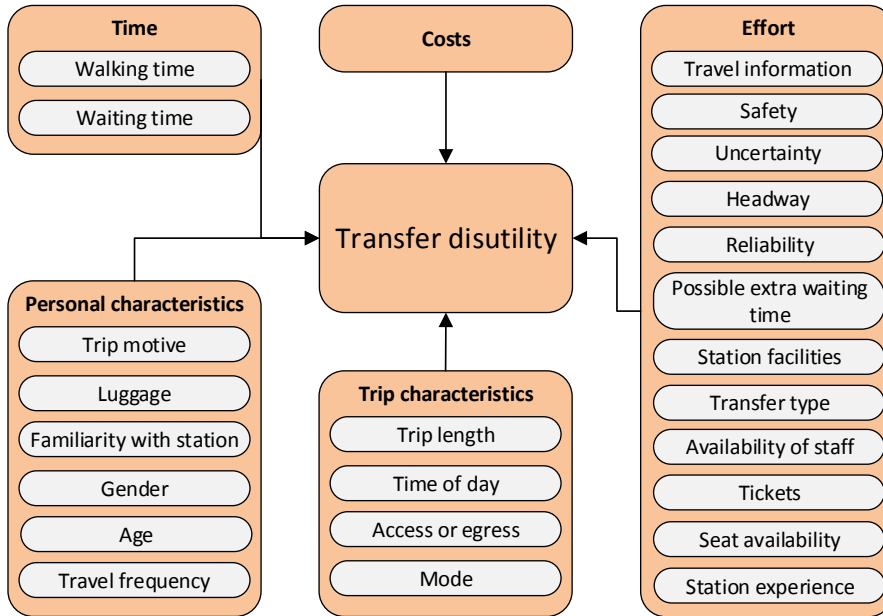 Time
Walking time
Waiting time
Costs
Effort
Travel information
Safety
Uncertainty
Headway
Reliability
Possible extra waiting
time
Station facilities
Transfer type
Availability of staff
Tickets
Seat availability
Station experience
Transfer disutility
Personal characteristics
Trip motive
Luggage
Familiarity with station
Gender
Age
Travel frequency
Trip characteristics
Trip length
Time of day
Access or egress
Mode